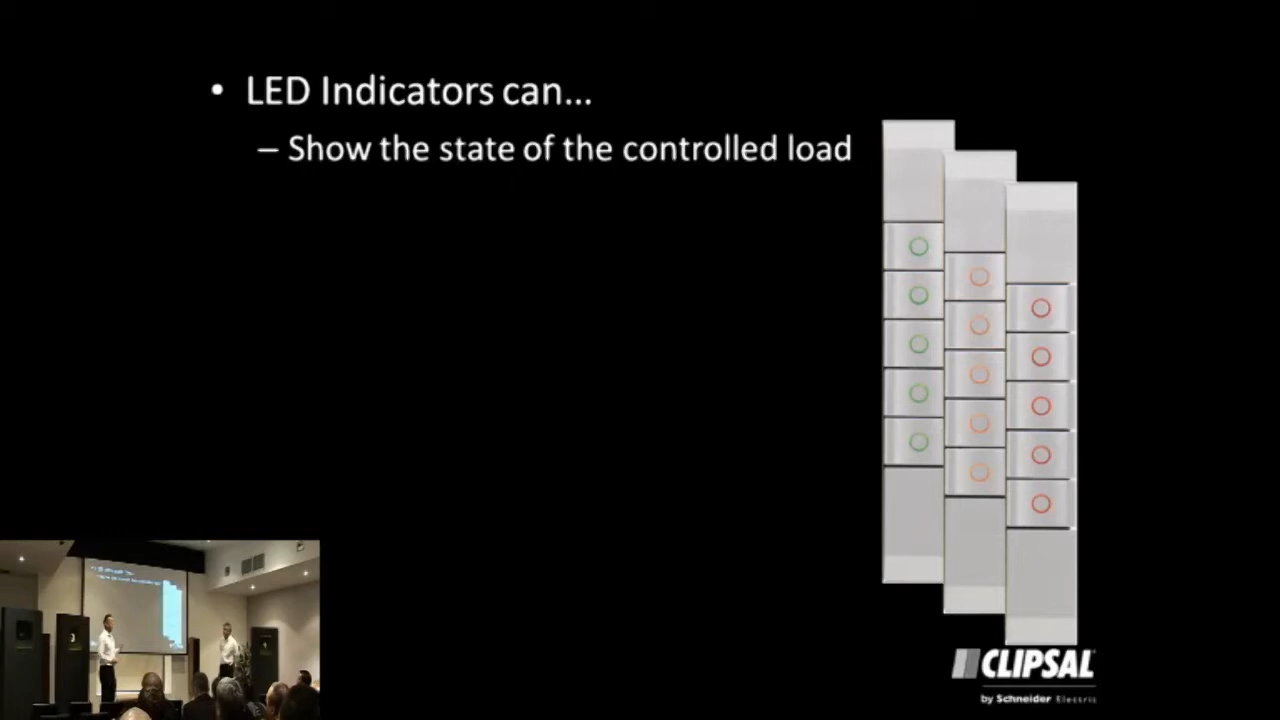 • LED Indicators can...
– Show the state of the controlled load
CLIPSAL
by Schneider Electric